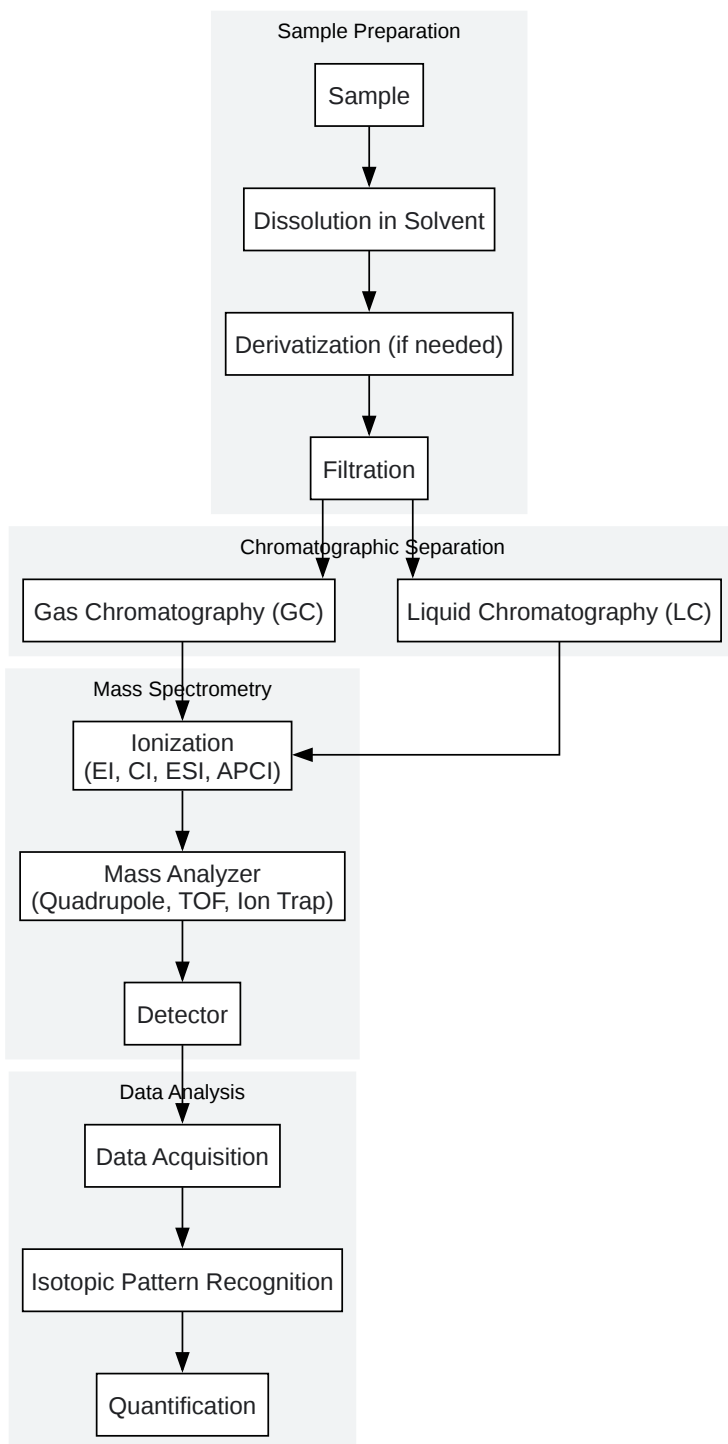 Sample Preparation
Sample
Dissolution in Solvent
Derivatization (if needed)
Filtration
Chromatographic Separation
Gas Chromatography (GC)
Liquid Chromatography (LC)
Mass Spectrometry
Ionization
(EI, CI, ESI, APCI)
Mass Analyzer
(Quadrupole, TOF, Ion Trap)
Detector
Data Analysis
Data Acquisition
Isotopic Pattern Recognition
Quantification